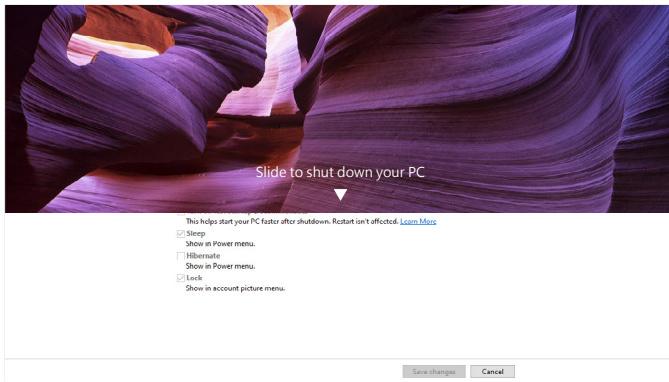 Slide to shut down your PC
This helps start your PC faster after shutdown. Restart isn't affected. Learn More
Sleep
Show in Power menu.
Hibernate
Show in Power menu.
Lock
Show in account picture menu.
Save changes Cancel